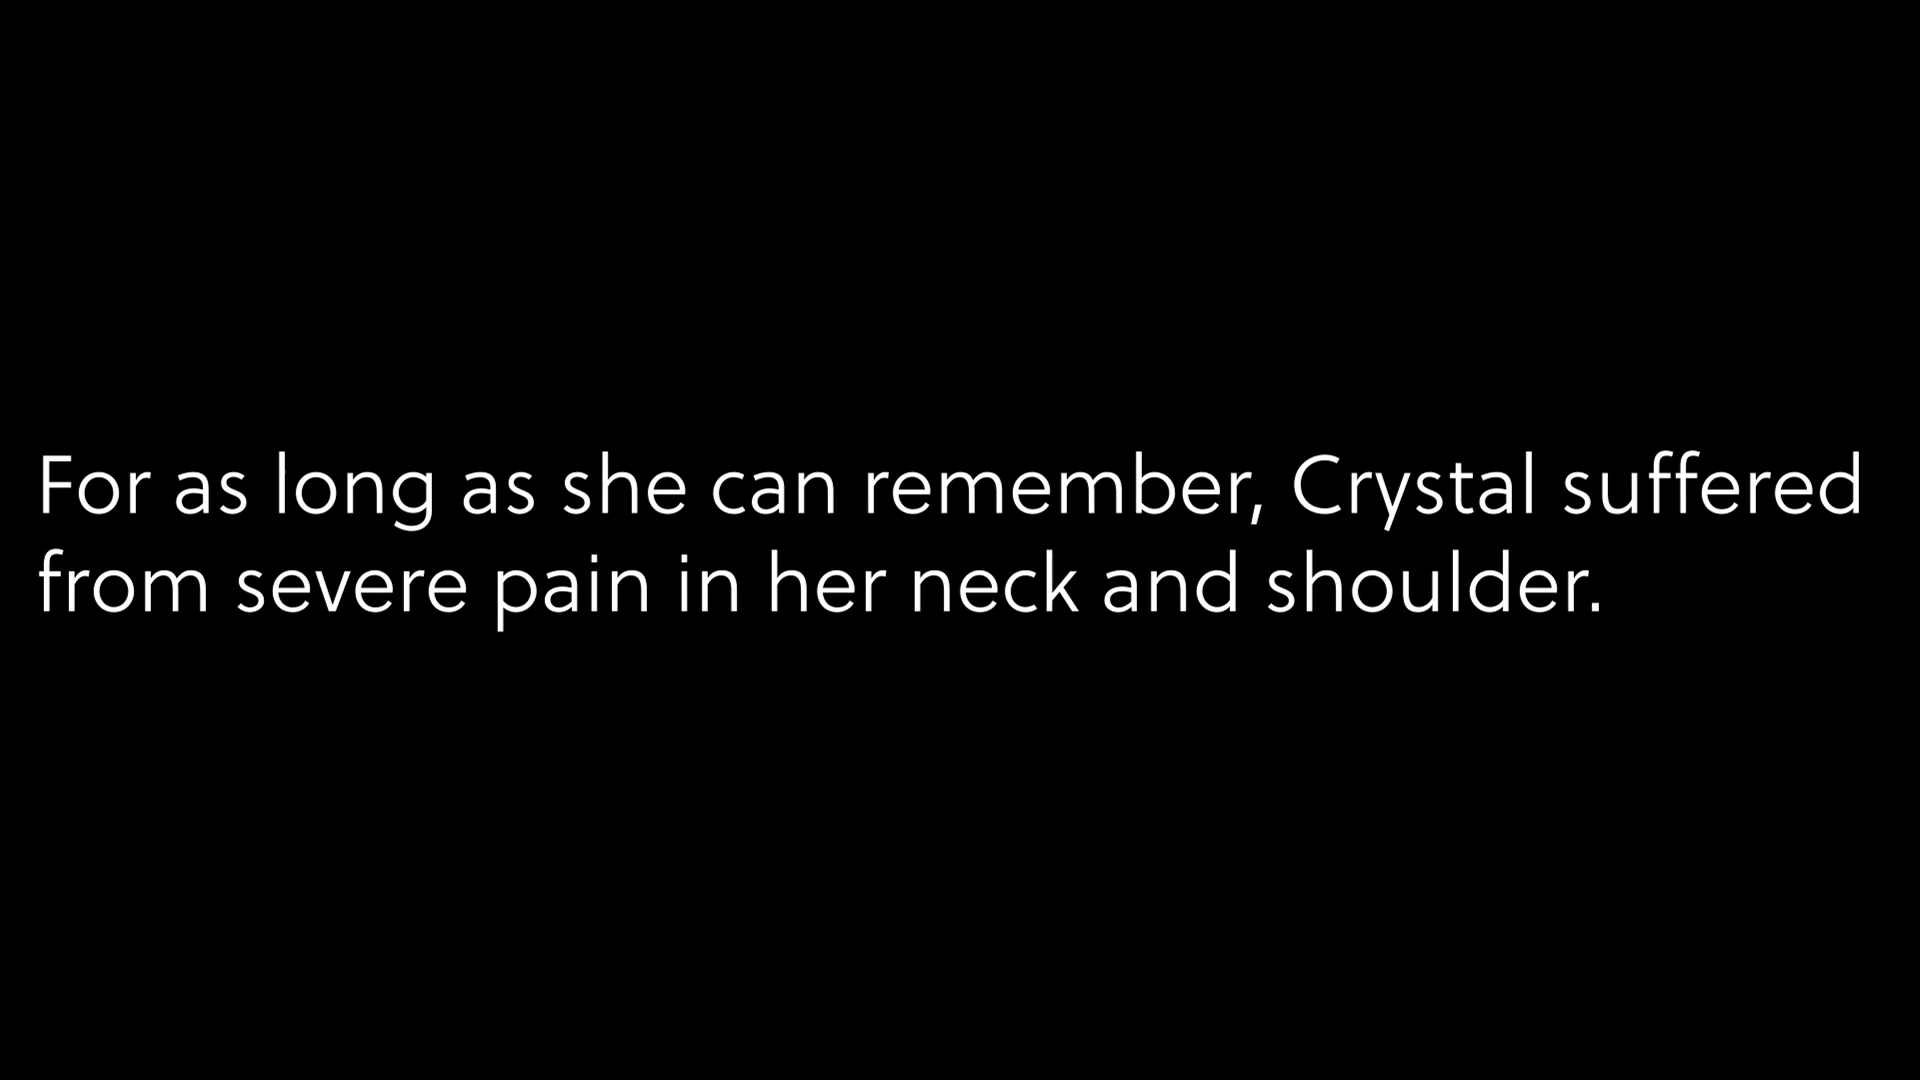 For as long as she can remember, Crystal suffered
from severe pain in her neck and shoulder.